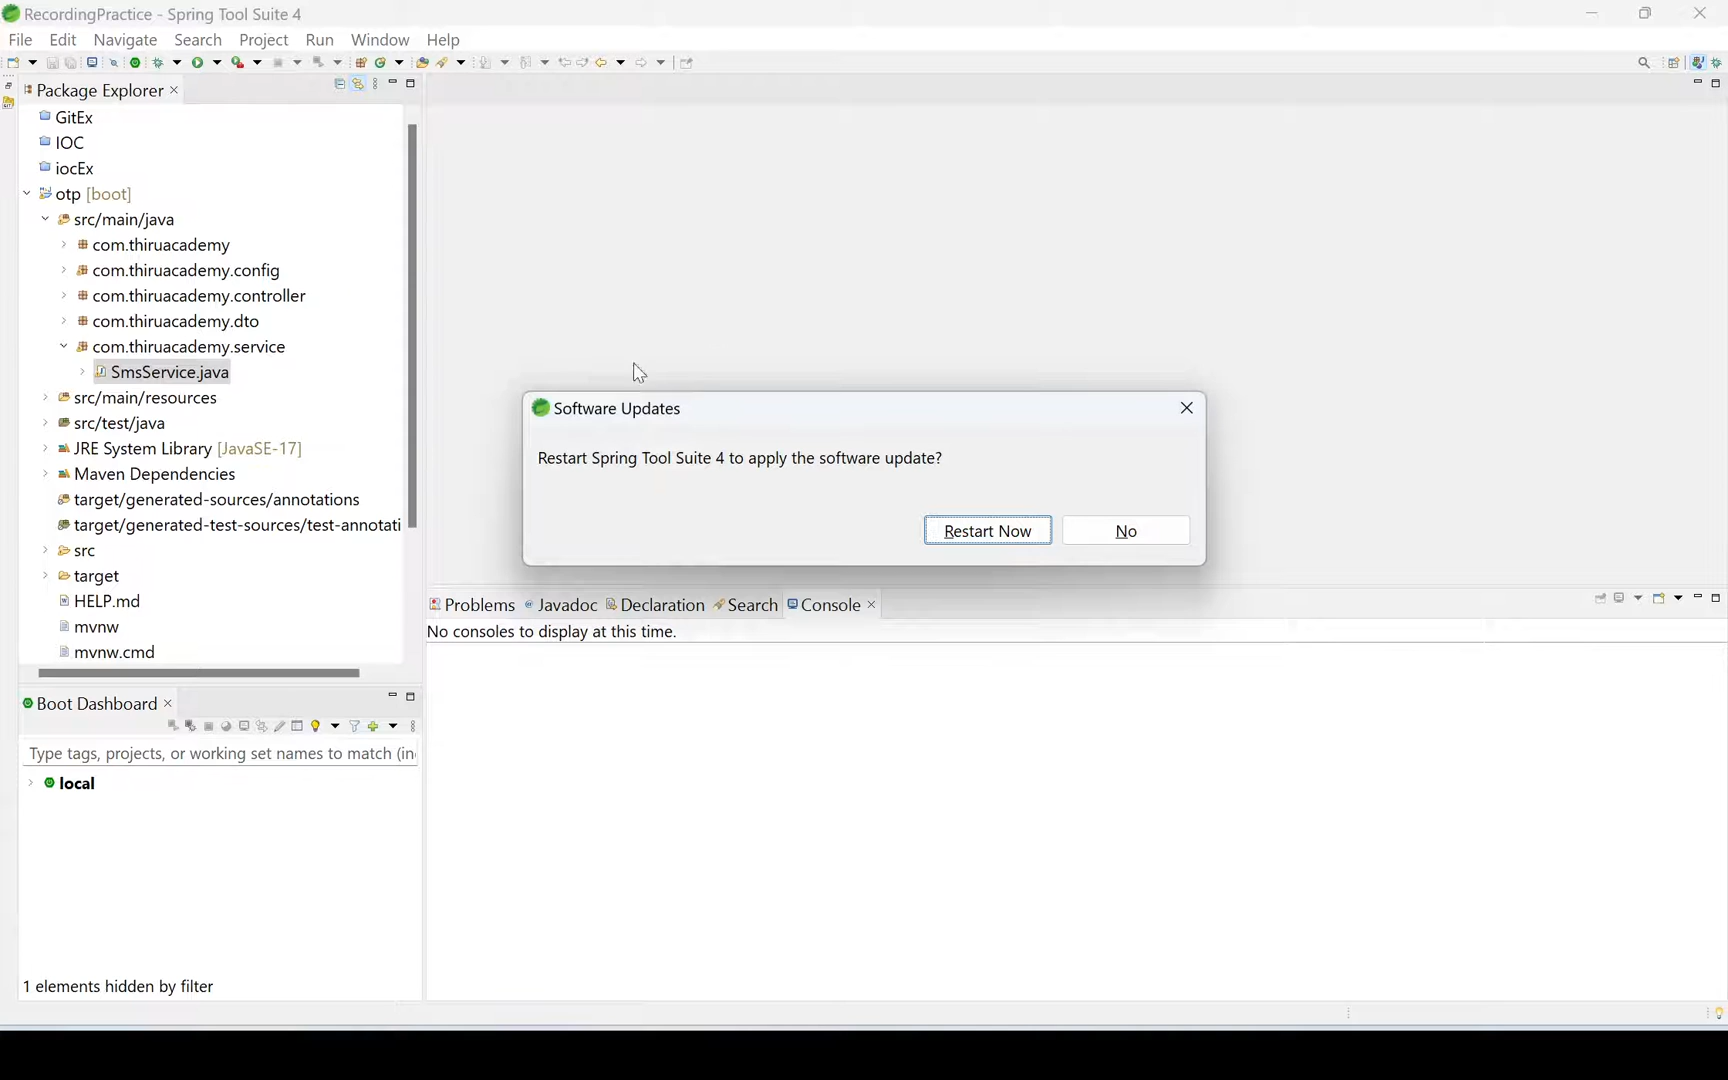 RecordingPractice - Spring Tool Suite 4
File Edit Navigate Search Project Run Window Help
Package Explorer
GitEx
IOC
iocEx
otp [boot]
src/main/java
com.thiruacademy
com.thiruacademy.config
com.thiruacademy.controller
com.thiruacademy.dto
com.thiruacademy.service
SmsService.java
src/main/resources
src/test/java
JRE System Library [JavaSE-17]
Maven Dependencies
target/generated-sources/annotations
target/generated-test-sources/test-annotati
src
target
HELP.md
mvnw
mvnw.cmd
Software Updates
Restart Spring Tool Suite 4 to apply the software update?
Restart Now No
Problems Javadoc Declaration Search Console
No consoles to display at this time.
Boot Dashboard
Type tags, projects, or working set names to match (in
local
1 elements hidden by filter